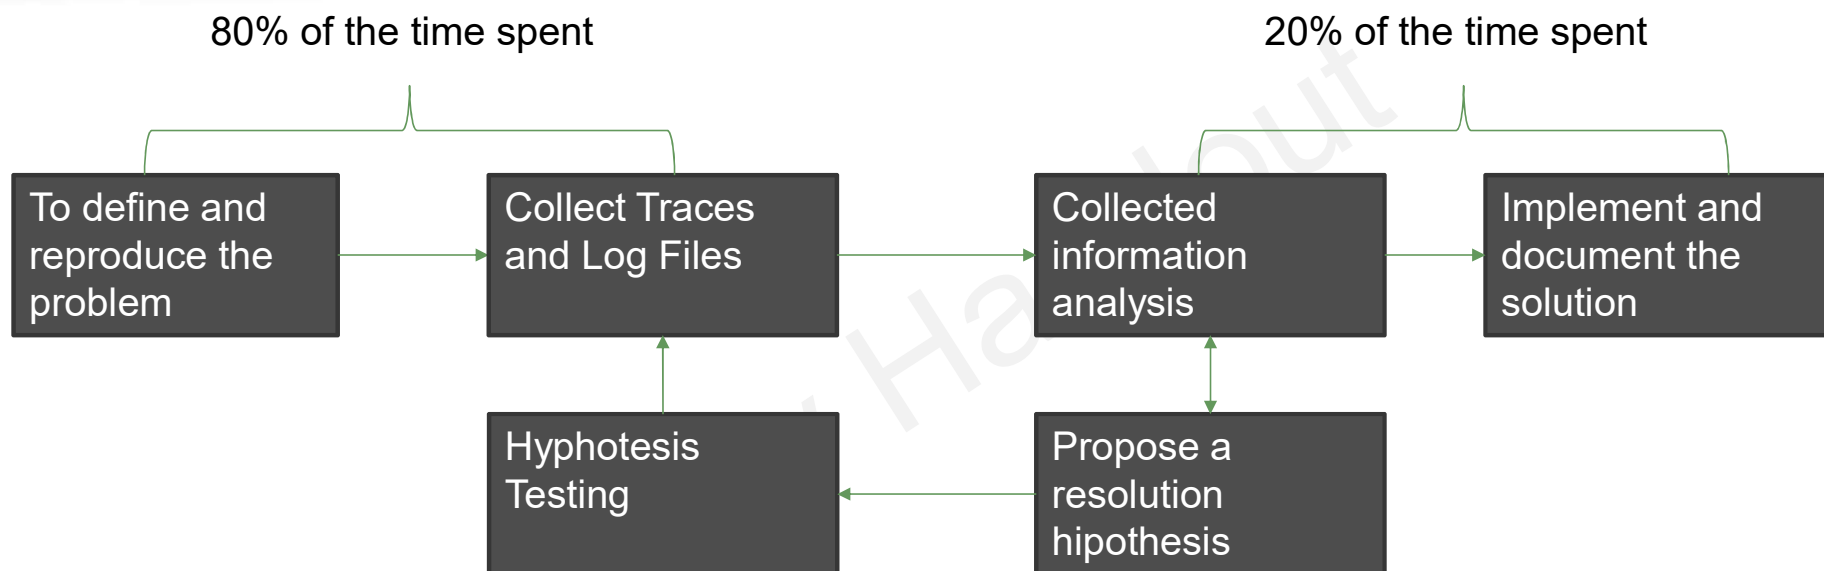 80% of the time spent
20% of the time spent
To define and
reproduce the
problem
Collect Traces
and Log Files
Collected
information
analysis
Implement and
document the
solution
Hyphotesis
Testing
Propose a
resolution
hipothesis